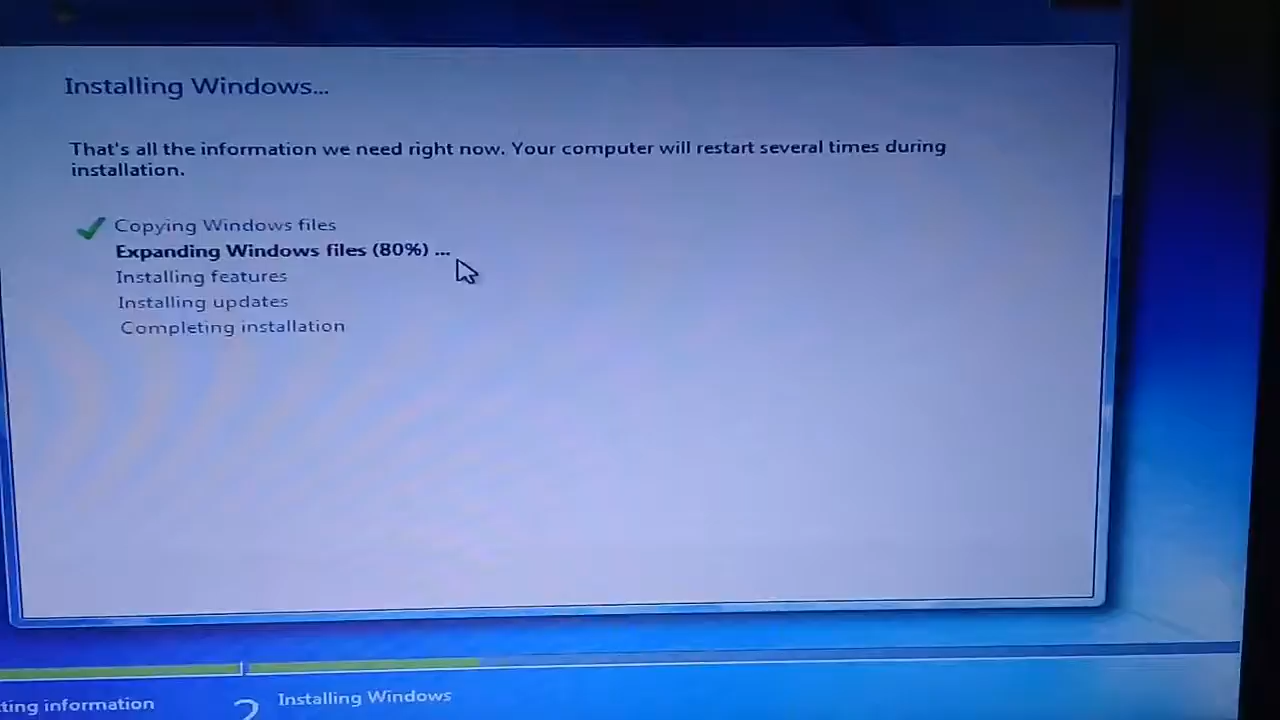 Installing Windows...
That's all the information we need right now. Your computer will restart several times during
installation.
Copying Windows files
Expanding Windows files (80%) ...
Installing features
Installing updates
Completing installation
2 Installing Windows
information